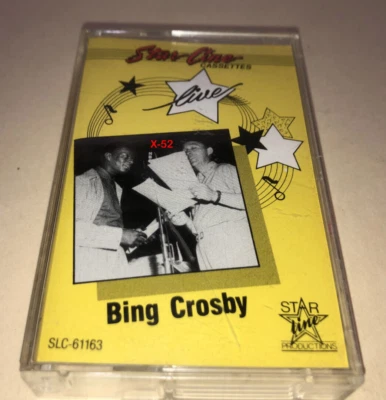 Star Line
CASSETTES
live
X-52
Bing Crosby
STAR
line
PRODUCTIONS
SLC-61163